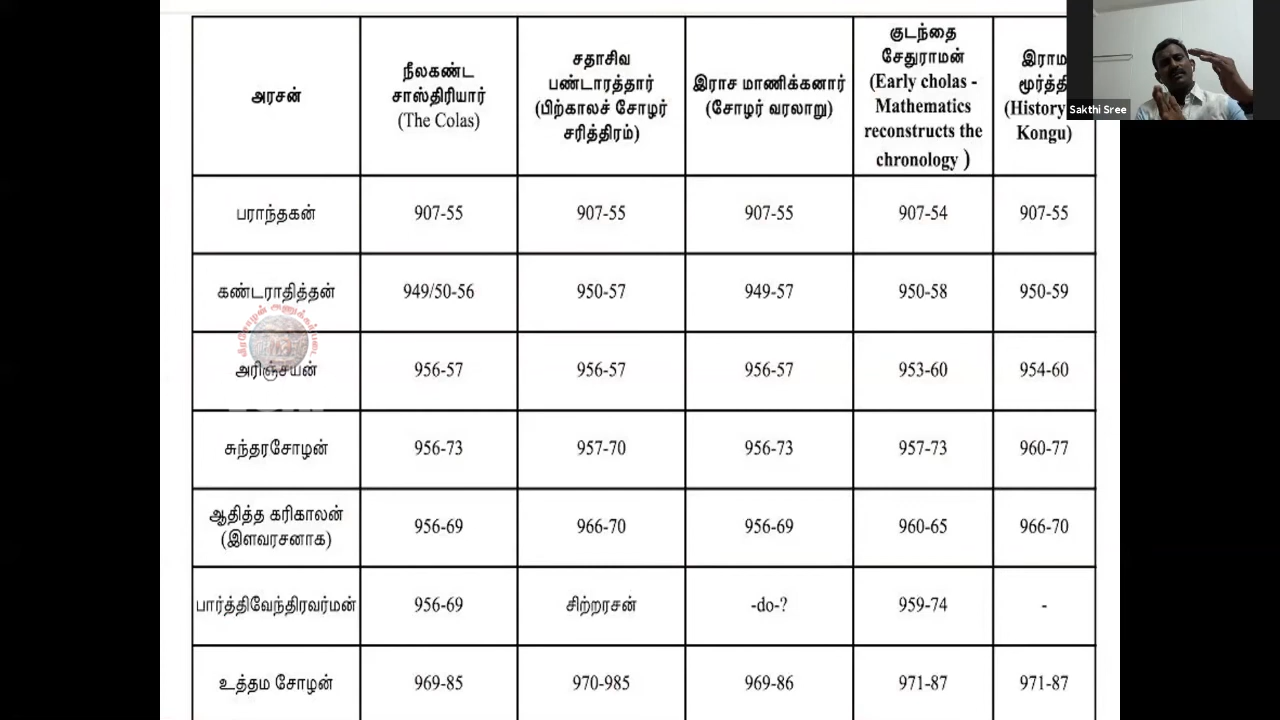 அரசன்
நீலகண்ட
சாஸ்திரியார்
(The Colas)
சதாசிவ
பண்டாரத்தார்
(பிற்காலச் சோழர்
சரித்திரம்)
இராச மாணிக்கனார்
(சோழர் வரலாறு)
குடந்தை
சேதுராமன்
(Early cholas -
Mathematics
reconstructs the
chronology )
இராம
மூர்த்தி
(History
Kongu)
Sakthi Sree
பராந்தகன் 907-55 907-55 907-55 907-54 907-55
கண்டராதித்தன் 949/50-56 950-57 949-57 950-58 950-59
அரிஞ்சயன் 956-57 956-57 956-57 953-60 954-60
சுந்தரசோழன் 956-73 957-70 956-73 957-73 960-77
ஆதித்த கரிகாலன்
(இளவரசனாக) 956-69 966-70 956-69 960-65 966-70
பார்த்திவேந்திரவர்மன் 956-69 சிற்றரசன் -do-? 959-74 -
உத்தம சோழன் 969-85 970-985 969-86 971-87 971-87